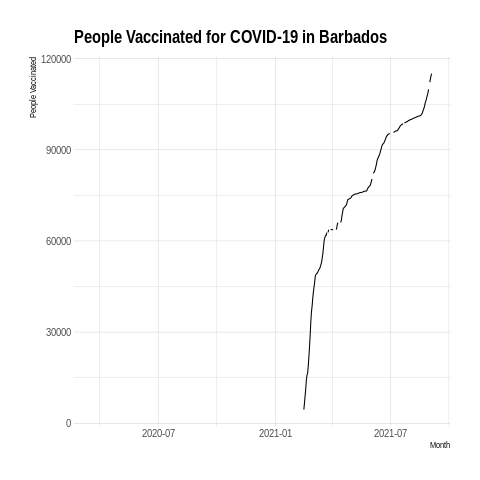 People Vaccinated for COVID-19 in Barbados
People Vaccinated
120000
90000
60000
30000
0
2020-07 2021-01 2021-07
Month